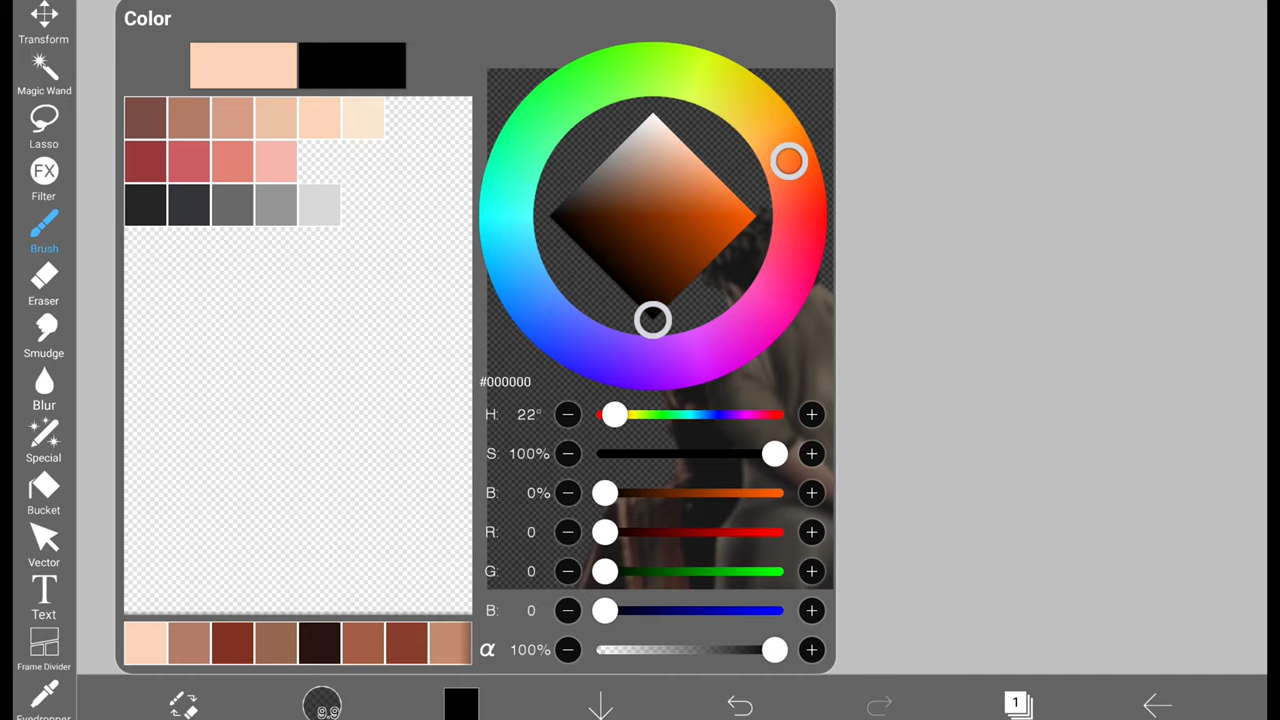 Color
Transform
Magic Wand
Lasso
FX
Filter
Brush
Eraser
Smudge
Blur
Special
Bucket
Vector
T
Text
Frame Divider
Eyedropper
#000000
H: 22°
S: 100%
B: 0%
R: 0
G: 0
B: 0
α 100%
1